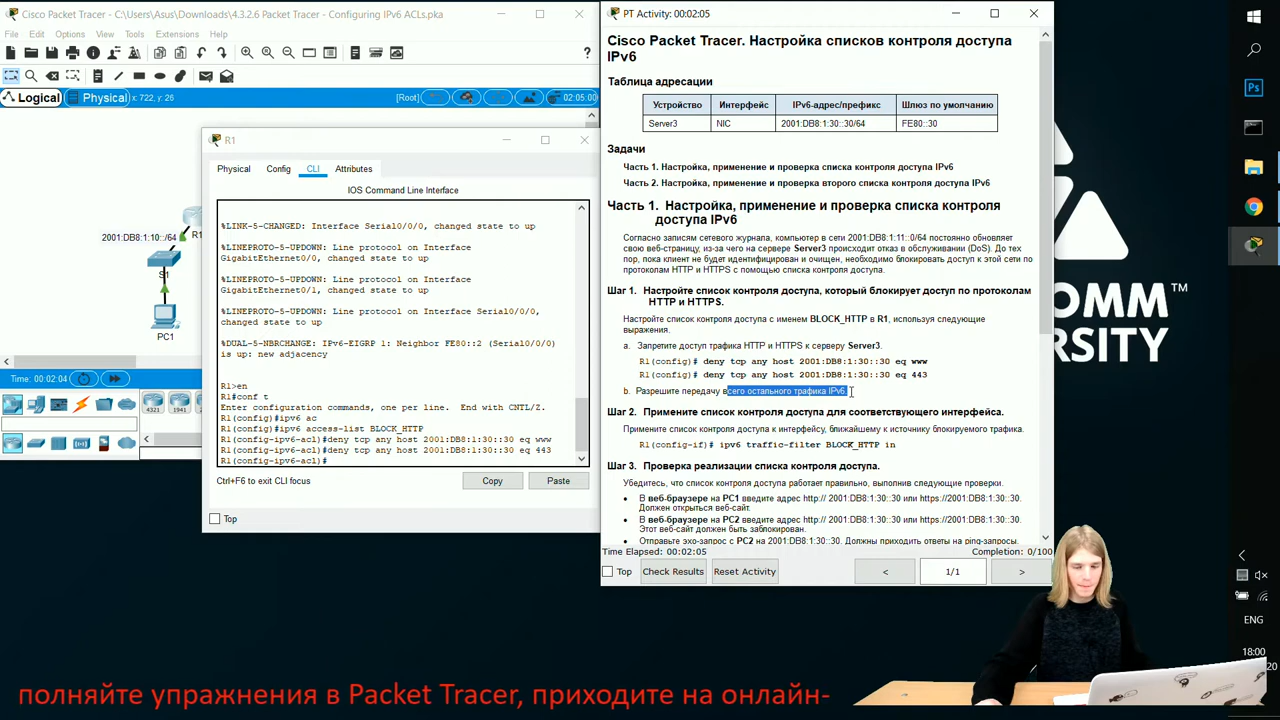 Cisco Packet Tracer - C:\Users\Asus\Downloads\4.3.2.6 Packet Tracer - Configuring IPv6 ACLs.pka
File Edit Options View Tools Extensions Help
Logical Physical x: 722, y: 26 [Root] 02:05:00
2001:DB8:1:10::/64 R1
S1
PC1
Time: 00:02:04
4321 1941
R1
Physical Config CLI Attributes
IOS Command Line Interface
%LINK-5-CHANGED: Interface Serial0/0/0, changed state to up
%LINEPROTO-5-UPDOWN: Line protocol on Interface
GigabitEthernet0/0, changed state to up
%LINEPROTO-5-UPDOWN: Line protocol on Interface
GigabitEthernet0/1, changed state to up
%LINEPROTO-5-UPDOWN: Line protocol on Interface Serial0/0/0,
changed state to up
%DUAL-5-NBRCHANGE: IPv6-EIGRP 1: Neighbor FE80::2 (Serial0/0/0)
is up: new adjacency
R1>en
R1#conf t
Enter configuration commands, one per line.  End with CNTL/Z.
R1(config)#ipv6 ac
R1(config)#ipv6 access-list BLOCK_HTTP
R1(config-ipv6-acl)#deny tcp any host 2001:DB8:1:30::30 eq www
R1(config-ipv6-acl)#deny tcp any host 2001:DB8:1:30::30 eq 443
R1(config-ipv6-acl)#
Ctrl+F6 to exit CLI focus
Copy Paste
Top
PT Activity: 00:02:05
Cisco Packet Tracer. Настройка списков контроля доступа
IPv6
Таблица адресации
Устройство Интерфейс IPv6-адрес/префикс Шлюз по умолчанию
Server3 NIC 2001:DB8:1:30::30/64 FE80::30
Задачи
Часть 1. Настройка, применение и проверка списка контроля доступа IPv6
Часть 2. Настройка, применение и проверка второго списка контроля доступа IPv6
Часть 1. Настройка, применение и проверка списка контроля
доступа IPv6
Согласно записям сетевого журнала, компьютер в сети 2001:DB8:1:11::0/64 постоянно обновляет
свою веб-страницу, из-за чего на сервере Server3 происходит отказ в обслуживании (DoS). До тех
пор, пока клиент не будет идентифицирован и очищен, необходимо блокировать доступ к этой сети по
протоколам HTTP и HTTPS с помощью списка контроля доступа.
Шаг 1. Настройте список контроля доступа, который блокирует доступ по протоколам
HTTP и HTTPS.
Настройте список контроля доступа с именем BLOCK_HTTP в R1, используя следующие
выражения.
a. Запретите доступ трафика HTTP и HTTPS к серверу Server3.
R1(config)# deny tcp any host 2001:DB8:1:30::30 eq www
R1(config)# deny tcp any host 2001:DB8:1:30::30 eq 443
b. Разрешите передачу всего остального трафика IPv6.
Шаг 2. Примените список контроля доступа для соответствующего интерфейса.
Примените список контроля доступа к интерфейсу, ближайшему к источнику блокируемого трафика.
R1(config-if)# ipv6 traffic-filter BLOCK_HTTP in
Шаг 3. Проверка реализации списка контроля доступа.
Убедитесь, что список контроля доступа работает правильно, выполнив следующие проверки.
• В веб-браузере на PC1 введите адрес http:// 2001:DB8:1:30::30 или https://2001:DB8:1:30::30.
Должен открыться веб-сайт.
• В веб-браузере на PC2 введите адрес http:// 2001:DB8:1:30::30 или https://2001:DB8:1:30::30.
Этот веб-сайт должен быть заблокирован.
• Отправьте эхо-запрос с PC2 на 2001:DB8:1:30::30. Должны приходить ответы на ping-запросы.
Time Elapsed: 00:02:05 Completion: 0/100
Top Check Results Reset Activity < 1/1 >
OMM
ERSITY
™
Ps
ENG
18:00
полняйте упражнения в Packet Tracer, приходите на онлайн-